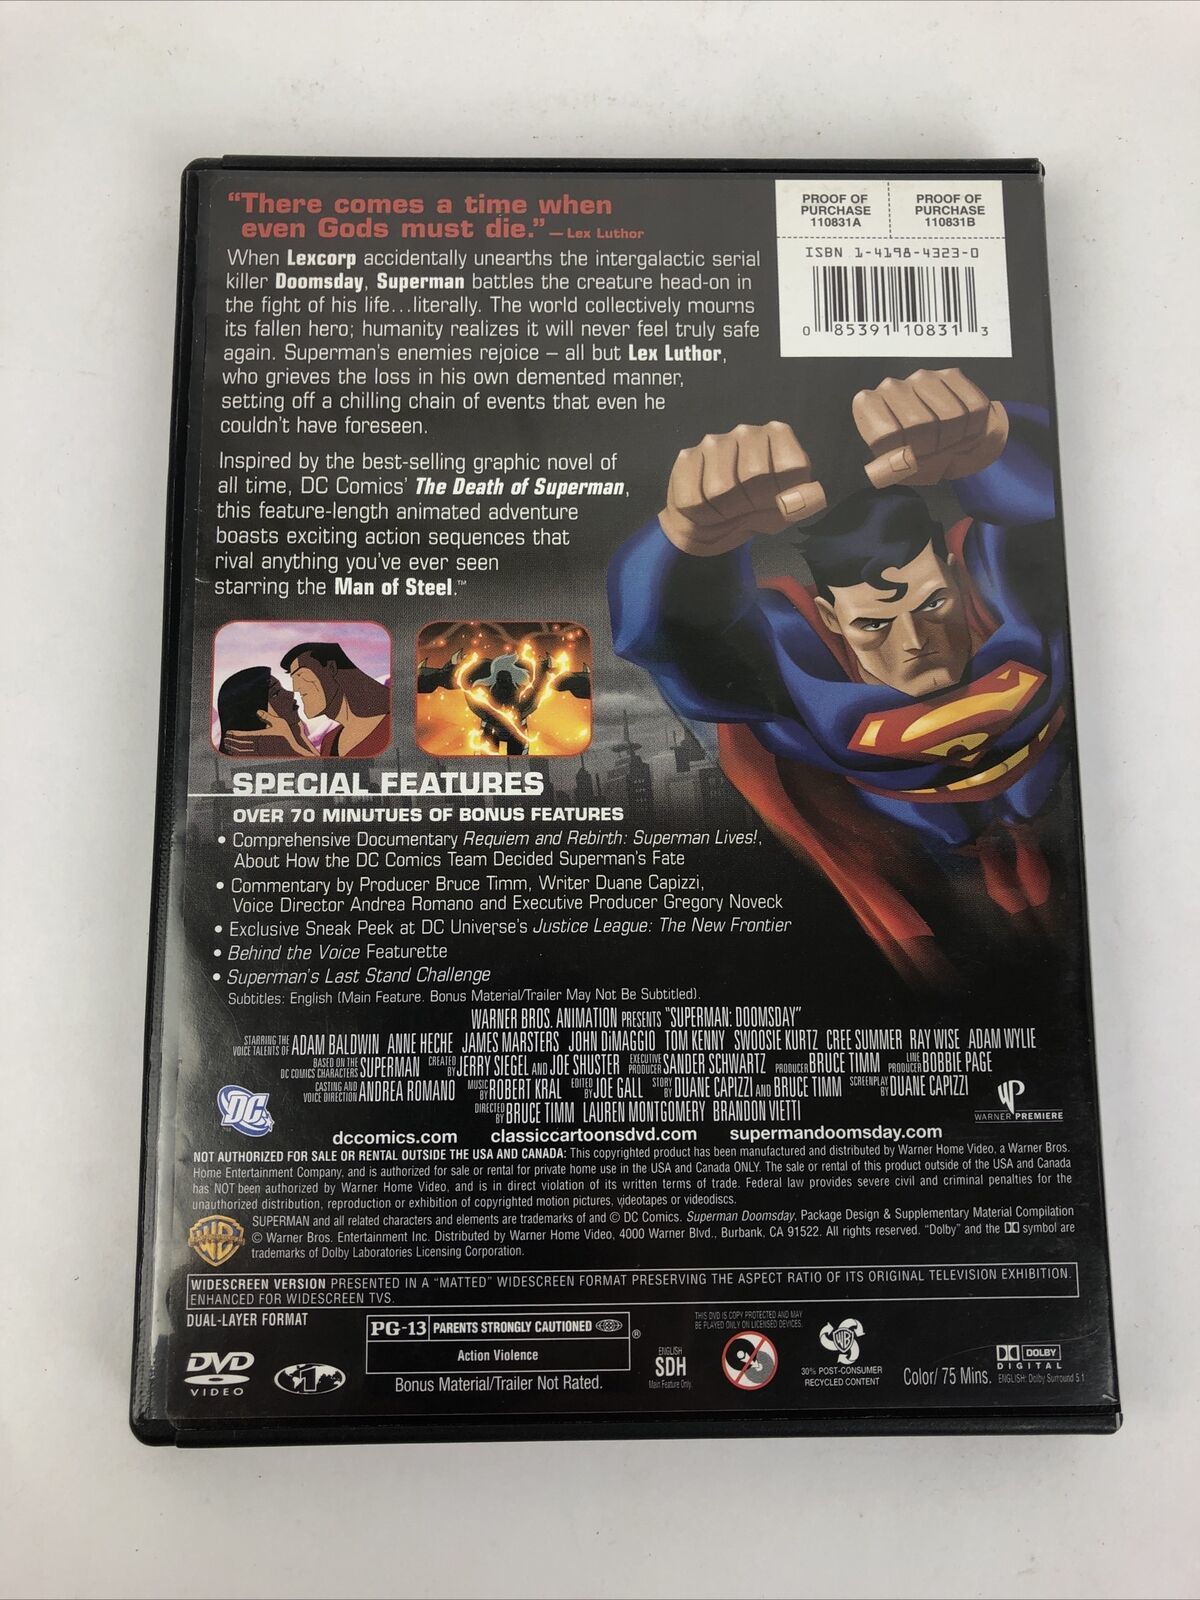 “There comes a time when
even Gods must die.” — Lex Luthor
When Lexcorp accidentally unearths the intergalactic serial
killer Doomsday, Superman battles the creature head-on in
the fight of his life...literally. The world collectively mourns
its fallen hero; humanity realizes it will never feel truly safe
again. Superman's enemies rejoice – all but Lex Luthor,
who grieves the loss in his own demented manner,
setting off a chilling chain of events that even he
couldn't have foreseen.
Inspired by the best-selling graphic novel of
all time, DC Comics' The Death of Superman,
this feature-length animated adventure
boasts exciting action sequences that
rival anything you've ever seen
starring the Man of Steel.™
PROOF OF PURCHASE 110831A
PROOF OF PURCHASE 110831B
ISBN 1-4198-4323-0
0 85391 10831 3
SPECIAL FEATURES
OVER 70 MINUTUES OF BONUS FEATURES
• Comprehensive Documentary Requiem and Rebirth: Superman Lives!,
About How the DC Comics Team Decided Superman's Fate
• Commentary by Producer Bruce Timm, Writer Duane Capizzi,
Voice Director Andrea Romano and Executive Producer Gregory Noveck
• Exclusive Sneak Peek at DC Universe's Justice League: The New Frontier
• Behind the Voice Featurette
• Superman's Last Stand Challenge
Subtitles: English (Main Feature. Bonus Material/Trailer May Not Be Subtitled).
WARNER BROS. ANIMATION PRESENTS “SUPERMAN: DOOMSDAY”
STARRING THE VOICE TALENTS OF ADAM BALDWIN ANNE HECHE JAMES MARSTERS JOHN DiMAGGIO TOM KENNY SWOOSIE KURTZ CREE SUMMER RAY WISE ADAM WYLIE
BASED ON THE DC COMICS CHARACTERS SUPERMAN CREATED BY JERRY SIEGEL AND JOE SHUSTER EXECUTIVE PRODUCER SANDER SCHWARTZ PRODUCER BRUCE TIMM LINE PRODUCER BOBBIE PAGE
CASTING AND VOICE DIRECTION ANDREA ROMANO MUSIC BY ROBERT KRAL EDITED BY JOE GALL STORY BY DUANE CAPIZZI AND BRUCE TIMM SCREENPLAY BY DUANE CAPIZZI
DIRECTED BY BRUCE TIMM LAUREN MONTGOMERY BRANDON VIETTI
DC
WP
WARNER PREMIERE
dccomics.com classiccartoonsdvd.com supermandoomsday.com
NOT AUTHORIZED FOR SALE OR RENTAL OUTSIDE THE USA AND CANADA: This copyrighted product has been manufactured and distributed by Warner Home Video, a Warner Bros.
Home Entertainment Company, and is authorized for sale or rental for private home use in the USA and Canada ONLY. The sale or rental of this product outside of the USA and Canada
has NOT been authorized by Warner Home Video, and is in direct violation of its written terms of trade. Federal law provides severe civil and criminal penalties for the
unauthorized distribution, reproduction or exhibition of copyrighted motion pictures, videotapes or videodiscs.
WB
SUPERMAN and all related characters and elements are trademarks of and © DC Comics. Superman Doomsday, Package Design & Supplementary Material Compilation
© Warner Bros. Entertainment Inc. Distributed by Warner Home Video, 4000 Warner Blvd., Burbank, CA 91522. All rights reserved. “Dolby” and the DD symbol are
trademarks of Dolby Laboratories Licensing Corporation.
WIDESCREEN VERSION PRESENTED IN A “MATTED” WIDESCREEN FORMAT PRESERVING THE ASPECT RATIO OF ITS ORIGINAL TELEVISION EXHIBITION.
ENHANCED FOR WIDESCREEN TVS.
DUAL-LAYER FORMAT
DVD
VIDEO
1
PG-13 PARENTS STRONGLY CAUTIONED ®
Action Violence
Bonus Material/Trailer Not Rated.
ENGLISH
SDH
Main Feature Only.
THIS DVD IS COPY PROTECTED AND MAY
BE PLAYED ONLY ON LICENSED DEVICES.
WB
30% POST-CONSUMER
RECYCLED CONTENT
Color/ 75 Mins.
DOLBY
DIGITAL
ENGLISH: Dolby Surround 5.1